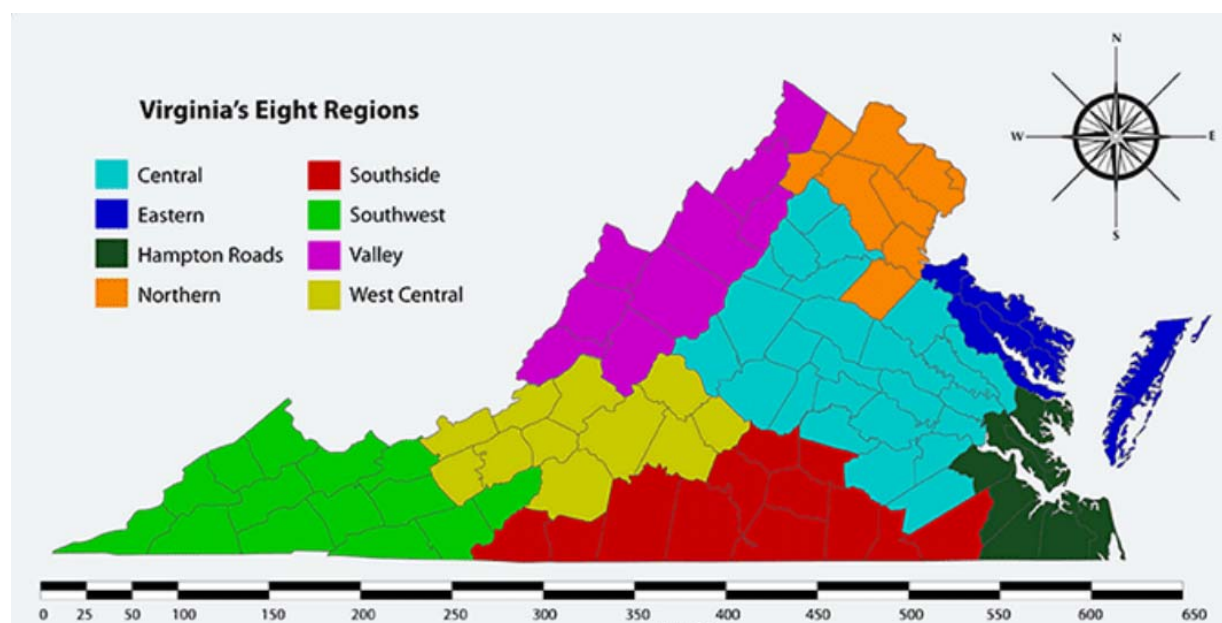 N
W
E
S
Virginia's Eight Regions
Central
Eastern
Hampton Roads
Northern
Southside
Southwest
Valley
West Central
0 25 50 100 150 200 250 300 350 400 450 500 550 600 650